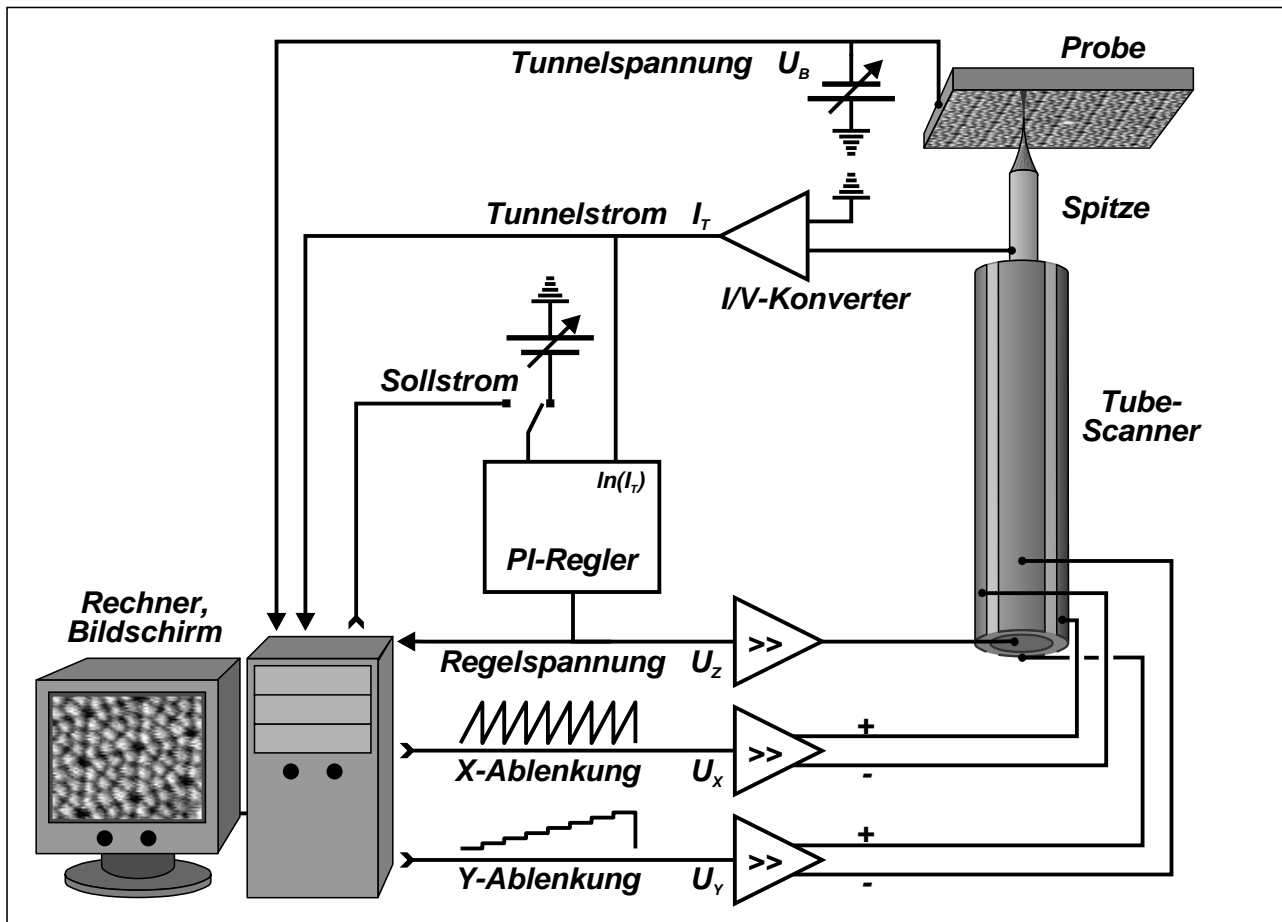 Probe
Tunnelspannung U_B
Tunnelstrom I_T
Spitze
I/V-Konverter
Sollstrom
Tube-
Scanner
ln(I_T)
PI-Regler
Rechner,
Bildschirm
>>
Regelspannung U_Z
+
>>
X-Ablenkung U_X
-
+
>>
Y-Ablenkung U_Y
-